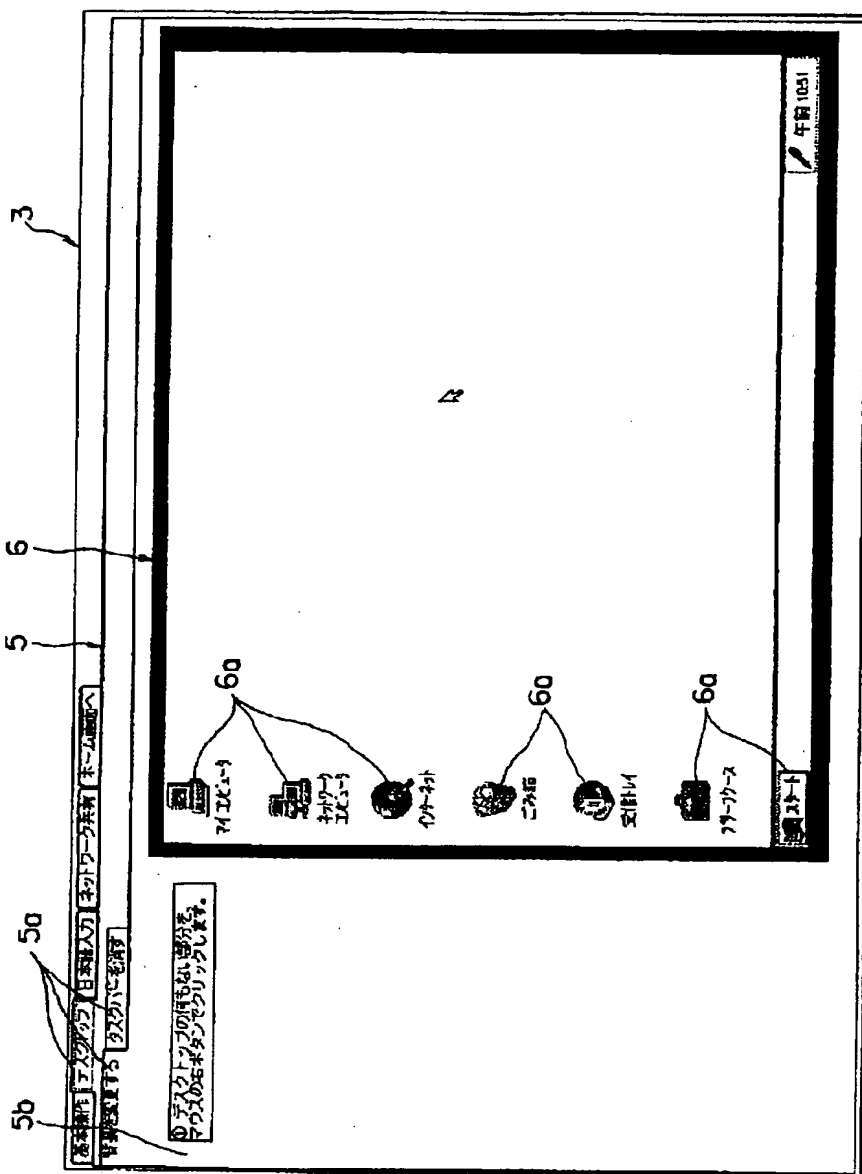 3
5
6
5a
5b
基本操作 デスクトップ 日本語入力 ネットワーク共有 ホーム画面へ
背景を変更する タスクバーを消す
① デスクトップの何もない部分を、
マウスの右ボタンでクリックします。
マイ コンピュータ
6a
ネットワーク
コンピュータ
インターネット
ごみ箱
6a
受信トレイ
ブリーフケース
6a
スタート
午前 10:51